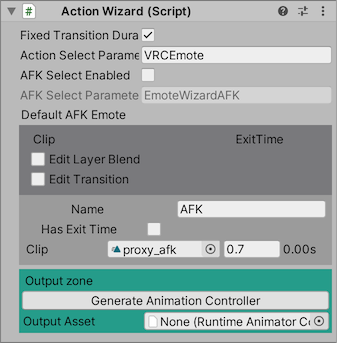 Action Wizard (Script)
Fixed Transition Dura
Action Select Parame VRCEmote
AFK Select Enabled
AFK Select Paramete EmoteWizardAFK
Default AFK Emote
Clip ExitTime
Edit Layer Blend
Edit Transition
Name AFK
Has Exit Time
Clip proxy_afk 0.7 0.00s
Output zone
Generate Animation Controller
Output Asset None (Runtime Animator Co